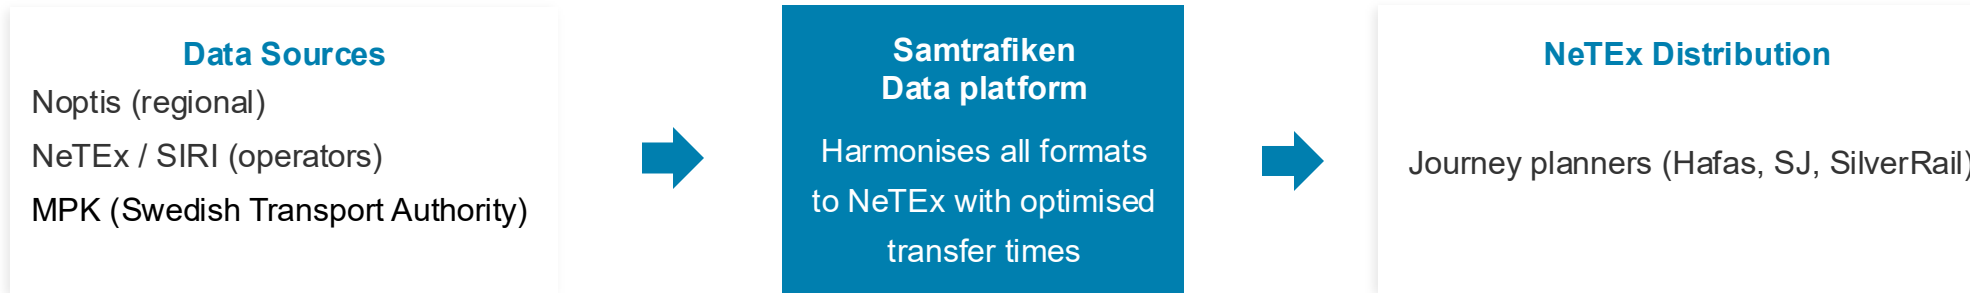 Data Sources
Noptis (regional)
NeTEx / SIRI (operators)
MPK (Swedish Transport Authority)
Samtrafiken
Data platform
Harmonises all formats
to NeTEx with optimised
transfer times
NeTEx Distribution
Journey planners (Hafas, SJ, SilverRail)